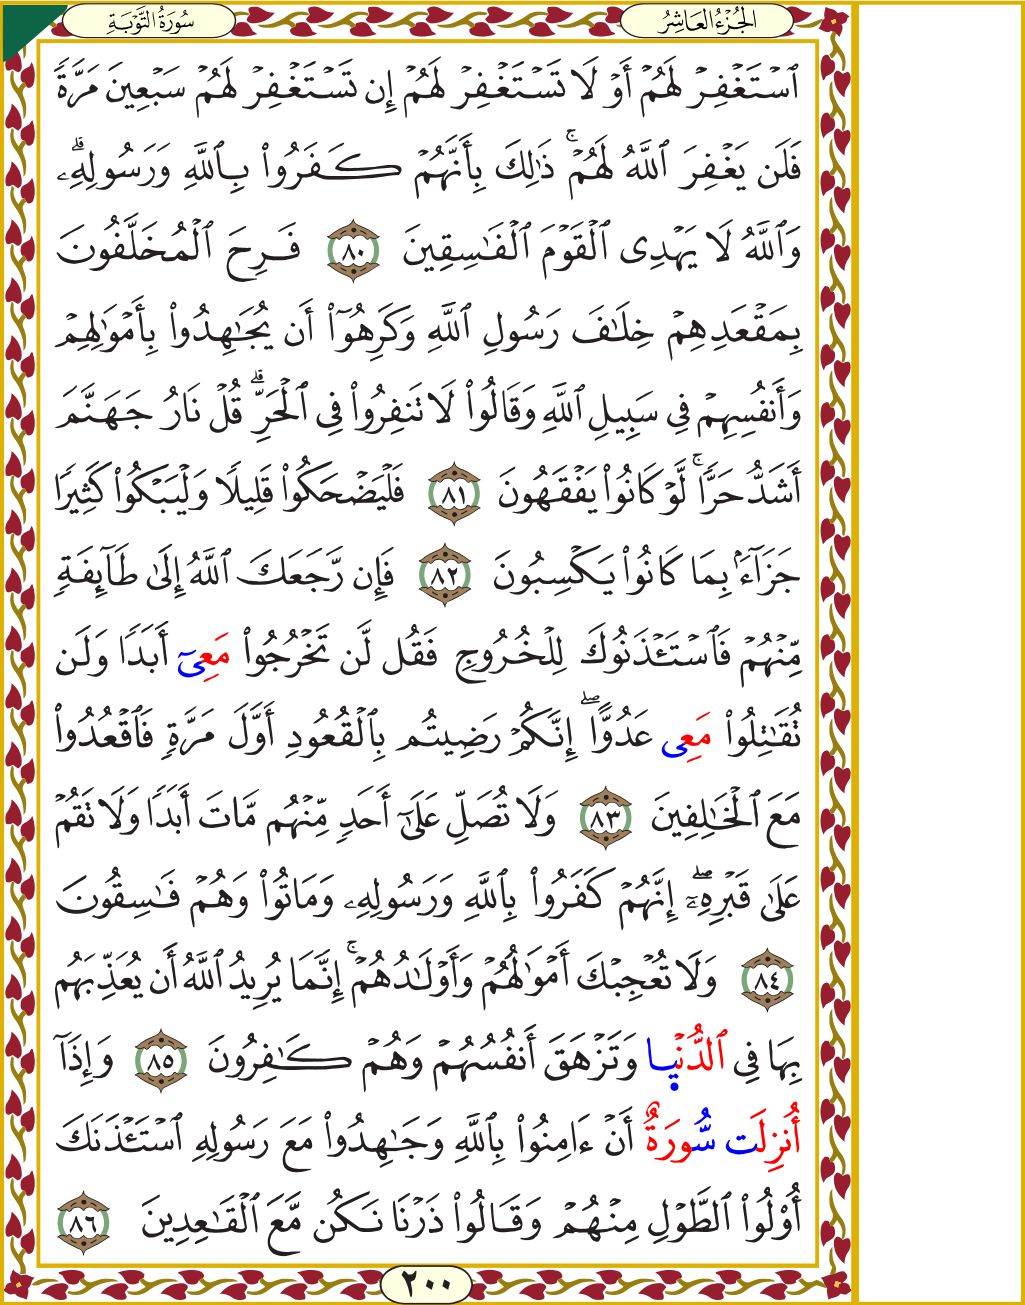 الجُزْءُ العَاشِرُ
سُورَةُ التَّوْبَةِ
ٱسْتَغْفِرْ لَهُمْ أَوْ لَا تَسْتَغْفِرْ لَهُمْ إِن تَسْتَغْفِرْ لَهُمْ سَبْعِينَ مَرَّةً
فَلَن يَغْفِرَ ٱللَّهُ لَهُمْ ۚ ذَٰلِكَ بِأَنَّهُمْ كَفَرُوا۟ بِٱللَّهِ وَرَسُولِهِۦ ۗ
وَٱللَّهُ لَا يَهْدِى ٱلْقَوْمَ ٱلْفَـٰسِقِينَ ٨٠ فَرِحَ ٱلْمُخَلَّفُونَ
بِمَقْعَدِهِمْ خِلَـٰفَ رَسُولِ ٱللَّهِ وَكَرِهُوٓا۟ أَن يُجَـٰهِدُوا۟ بِأَمْوَٰلِهِمْ
وَأَنفُسِهِمْ فِى سَبِيلِ ٱللَّهِ وَقَالُوا۟ لَا تَنفِرُوا۟ فِى ٱلْحَرِّ ۗ قُلْ نَارُ جَهَنَّمَ
أَشَدُّ حَرًّا ۚ لَّوْ كَانُوا۟ يَفْقَهُونَ ٨١ فَلْيَضْحَكُوا۟ قَلِيلًا وَلْيَبْكُوا۟ كَثِيرًا
جَزَآءًۢ بِمَا كَانُوا۟ يَكْسِبُونَ ٨٢ فَإِن رَّجَعَكَ ٱللَّهُ إِلَىٰ طَآئِفَةٍ
مِّنْهُمْ فَٱسْتَـْٔذَنُوكَ لِلْخُرُوجِ فَقُل لَّن تَخْرُجُوا۟ مَعِىٓ أَبَدًا وَلَن
تُقَـٰتِلُوا۟ مَعِى عَدُوًّا ۖ إِنَّكُمْ رَضِيتُم بِٱلْقُعُودِ أَوَّلَ مَرَّةٍ فَٱقْعُدُوا۟
مَعَ ٱلْخَـٰلِفِينَ ٨٣ وَلَا تُصَلِّ عَلَىٰٓ أَحَدٍ مِّنْهُم مَّاتَ أَبَدًا وَلَا تَقُمْ
عَلَىٰ قَبْرِهِۦٓ ۖ إِنَّهُمْ كَفَرُوا۟ بِٱللَّهِ وَرَسُولِهِۦ وَمَاتُوا۟ وَهُمْ فَـٰسِقُونَ
٨٤ وَلَا تُعْجِبْكَ أَمْوَٰلُهُمْ وَأَوْلَـٰدُهُمْ ۚ إِنَّمَا يُرِيدُ ٱللَّهُ أَن يُعَذِّبَهُم
بِهَا فِى ٱلدُّنْيَا وَتَزْهَقَ أَنفُسُهُمْ وَهُمْ كَـٰفِرُونَ ٨٥ وَإِذَآ
أُنزِلَت سُّورَةٌ أَنْ ءَامِنُوا۟ بِٱللَّهِ وَجَـٰهِدُوا۟ مَعَ رَسُولِهِ ٱسْتَـْٔذَنَكَ
أُو۟لُوا۟ ٱلطَّوْلِ مِنْهُمْ وَقَالُوا۟ ذَرْنَا نَكُن مَّعَ ٱلْقَـٰعِدِينَ ٨٦
٢٠٠